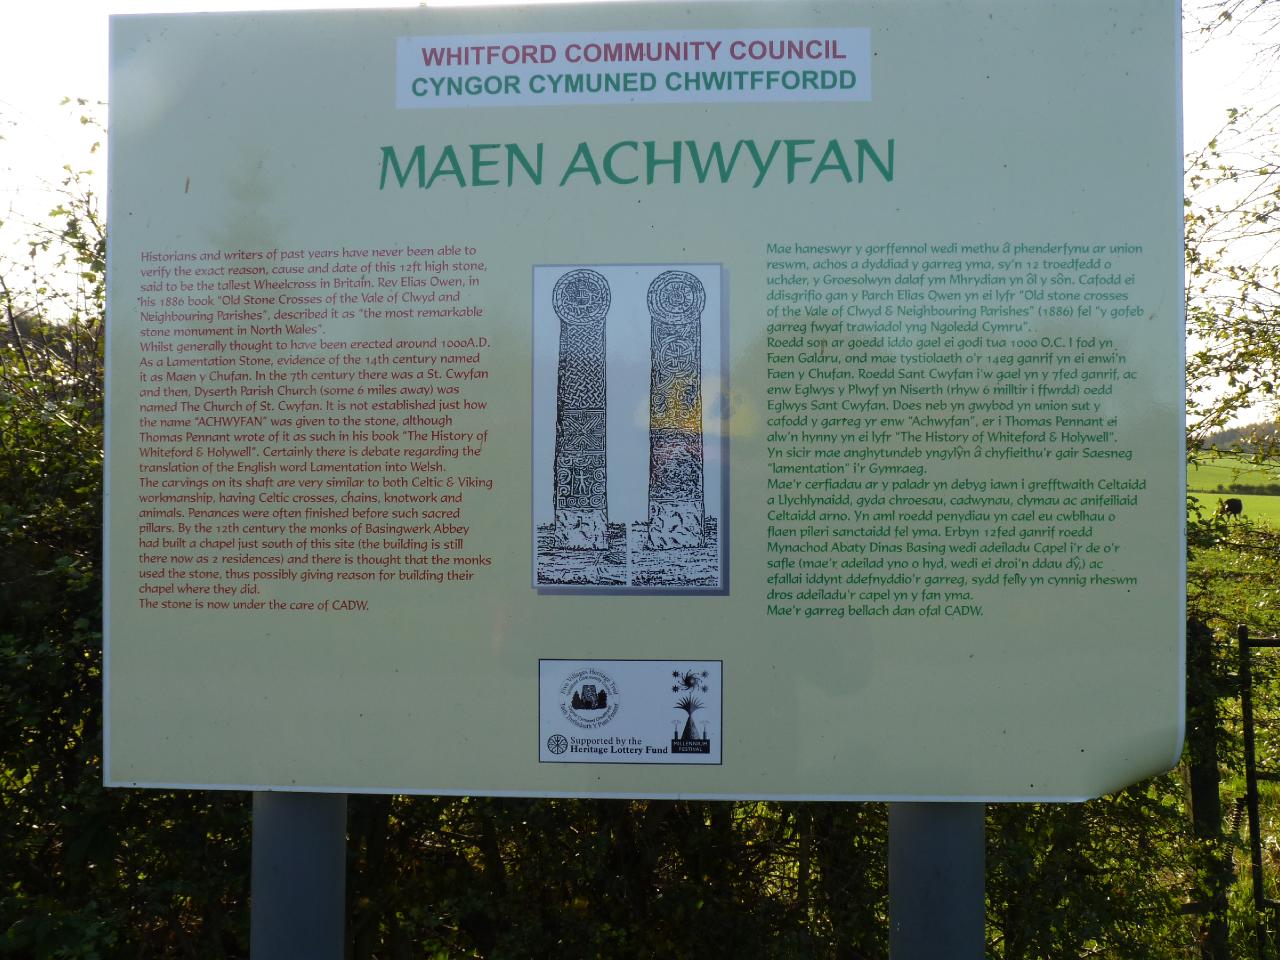 WHITFORD COMMUNITY COUNCIL
CYNGOR CYMUNED CHWITFFORDD
MAEN ACHWYFAN
Historians and writers of past years have never been able to
verify the exact reason, cause and date of this 12ft high stone,
said to be the tallest Wheelcross in Britain. Rev Elias Owen, in
his 1886 book "Old Stone Crosses of the Vale of Clwyd and
Neighbouring Parishes", described it as "the most remarkable
stone monument in North Wales".
Whilst generally thought to have been erected around 1000A.D.
As a Lamentation Stone, evidence of the 14th century named
it as Maen y Chufan. In the 7th century there was a St. Cwyfan
and then, Dyserth Parish Church (some 6 miles away) was
named The Church of St. Cwyfan. It is not established just how
the name "ACHWYFAN" was given to the stone, although
Thomas Pennant wrote of it as such in his book "The History of
Whiteford & Holywell". Certainly there is debate regarding the
translation of the English word Lamentation into Welsh.
The carvings on its shaft are very similar to both Celtic & Viking
workmanship, having Celtic crosses, chains, knotwork and
animals. Penances were often finished before such sacred
pillars. By the 12th century the monks of Basingwerk Abbey
had built a chapel just south of this site (the building is still
there now as 2 residences) and there is thought that the monks
used the stone, thus possibly giving reason for building their
chapel where they did.
The stone is now under the care of CADW.
Mae haneswyr y gorffennol wedi methu â phenderfynu ar union
reswm, achos a dyddiad y garreg yma, sy'n 12 troedfedd o
uchder, y Groesolwyn dalaf ym Mhrydian yn ôl y sôn. Cafodd ei
ddisgrifio gan y Parch Elias Owen yn ei lyfr "Old stone crosses
of the Vale of Clwyd & Neighbouring Parishes" (1886) fel "y gofeb
garreg fwyaf trawiadol yng Ngoledd Cymru".
Roedd son ar goedd iddo gael ei godi tua 1000 O.C. I fod yn
Faen Galaru, ond mae tystiolaeth o'r 14eg ganrif yn ei enwi'n
Faen y Chufan. Roedd Sant Cwyfan i'w gael yn y 7fed ganrif, ac
enw Eglwys y Plwyf yn Niserth (rhyw 6 milltir i ffwrdd) oedd
Eglwys Sant Cwyfan. Does neb yn gwybod yn union sut y
cafodd y garreg yr enw "Achwyfan", er i Thomas Pennant ei
alw'n hynny yn ei lyfr "The History of Whiteford & Holywell".
Yn sicir mae anghytundeb yngylŷn â chyfieithu'r gair Saesneg
"lamentation" i'r Gymraeg.
Mae'r cerfiadau ar y paladr yn debyg iawn i grefftwaith Celtaidd
a Llychlynaidd, gyda chroesau, cadwynau, clymau ac anifeiliaid
Celtaidd arno. Yn aml roedd penydiau yn cael eu cwblhau o
flaen pileri sanctaidd fel yma. Erbyn 12fed ganrif roedd
Mynachod Abaty Dinas Basing wedi adeiladu Capel i'r de o'r
safle (mae'r adeilad yno o hyd, wedi ei droi'n ddau dŷ,) ac
efallai iddynt ddefnyddio'r garreg, sydd felly yn cynnig rheswm
dros adeiladu'r capel yn y fan yma.
Mae'r garreg bellach dan ofal CADW.
Five Villages Heritage Trail
Supported by the
Heritage Lottery Fund
MILLENNIUM
FESTIVAL